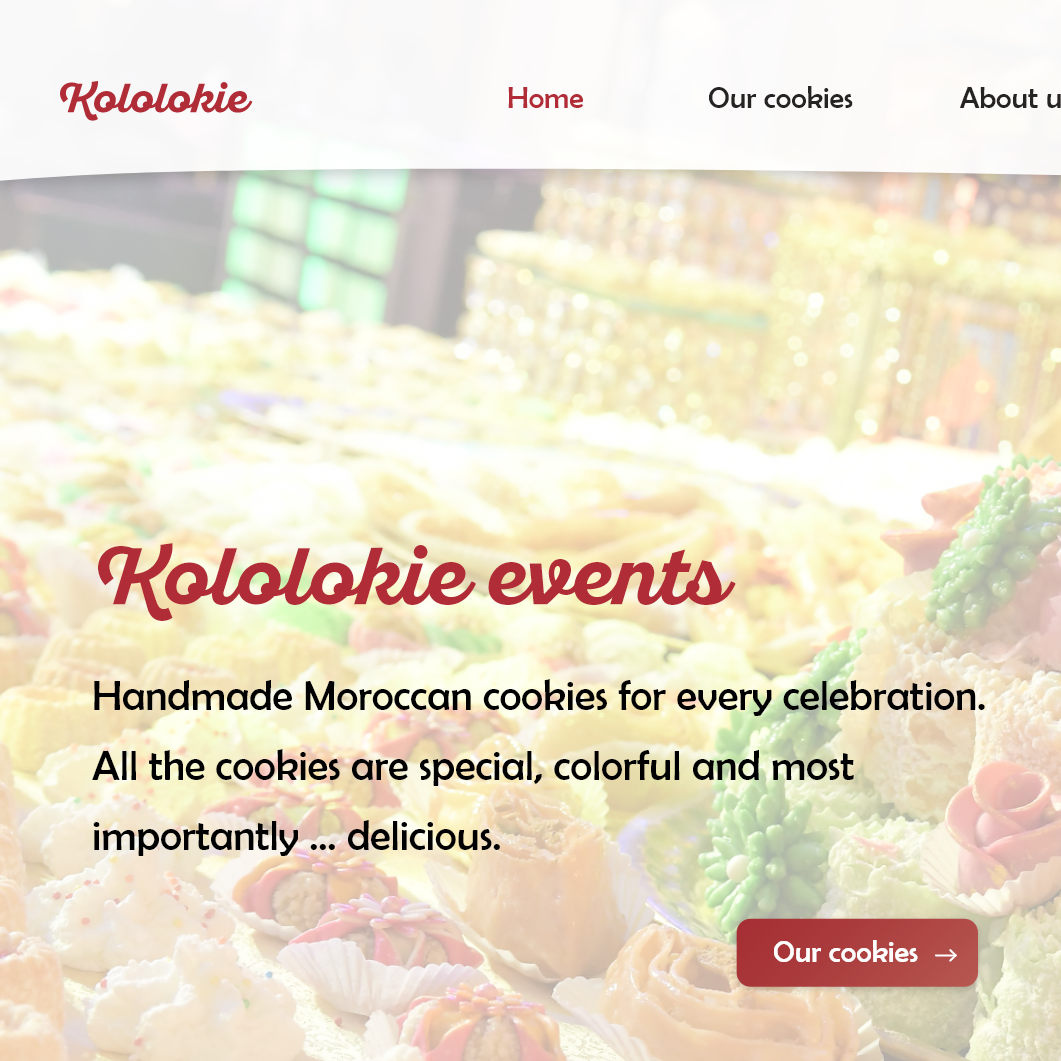 Kololokie Home Our cookies About u
Kololokie events
Handmade Moroccan cookies for every celebration.
All the cookies are special, colorful and most
importantly ... delicious.
Our cookies →